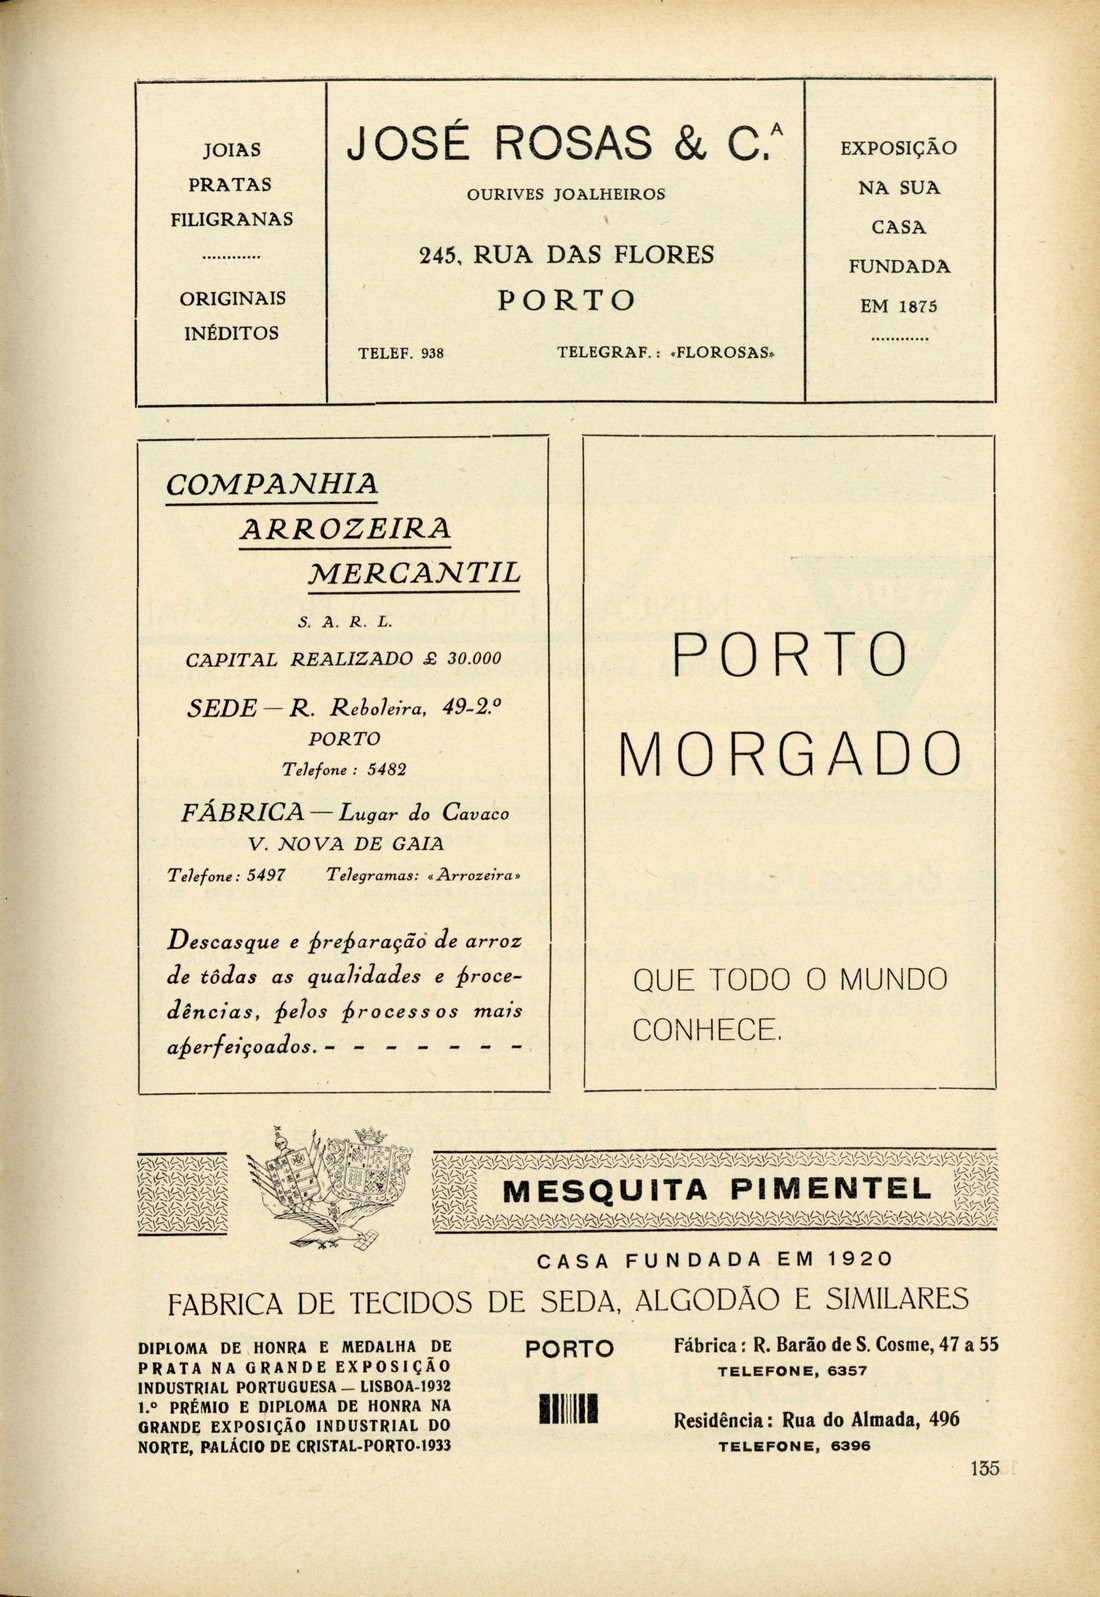 JOIAS
PRATAS
FILIGRANAS
............
ORIGINAIS
INÉDITOS
JOSÉ ROSAS & C.A
OURIVES JOALHEIROS
245, RUA DAS FLORES
PORTO
TELEF. 938 TELEGRAF.: «FLOROSAS»
EXPOSIÇÃO
NA SUA
CASA
FUNDADA
EM 1875
............
COMPANHIA
ARROZEIRA
MERCANTIL
S. A. R. L.
CAPITAL REALIZADO £ 30.000
SEDE — R. Reboleira, 49-2.º
PORTO
Telefone : 5482
FÁBRICA — Lugar do Cavaco
V. NOVA DE GAIA
Telefone: 5497 Telegramas: «Arrozeira»
Descasque e preparação de arroz
de tôdas as qualidades e proce-
dências, pelos processos mais
aperfeiçoados. - - - - - - -
PORTO
MORGADO
QUE TODO O MUNDO
CONHECE.
MESQUITA PIMENTEL
CASA FUNDADA EM 1920
FABRICA DE TECIDOS DE SEDA, ALGODÃO E SIMILARES
DIPLOMA DE HONRA E MEDALHA DE
PRATA NA GRANDE EXPOSIÇÃO
INDUSTRIAL PORTUGUESA — LISBOA-1932
1.º PRÉMIO E DIPLOMA DE HONRA NA
GRANDE EXPOSIÇÃO INDUSTRIAL DO
NORTE, PALÁCIO DE CRISTAL-PORTO-1933
PORTO
Fábrica: R. Barão de S. Cosme, 47 a 55
TELEFONE, 6357
Residência: Rua do Almada, 496
TELEFONE, 6396
135